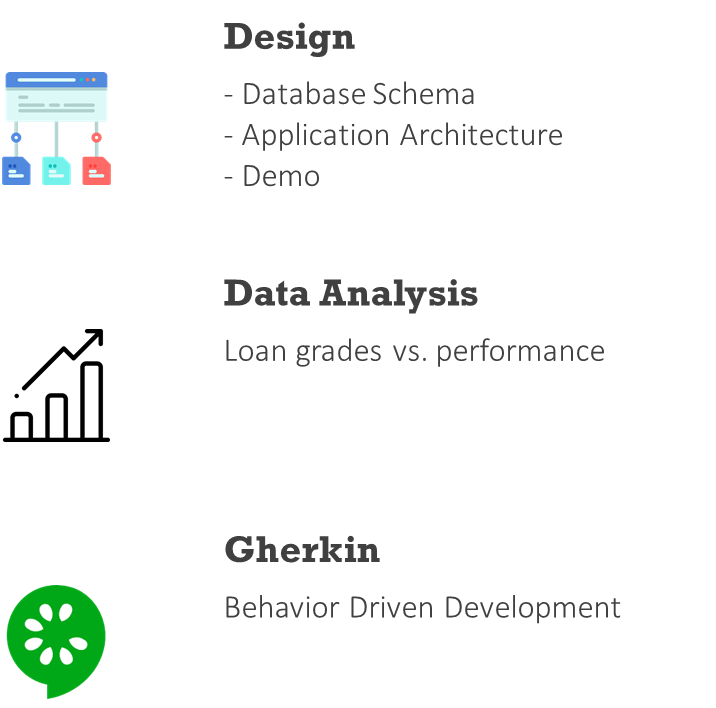 Design
- Database Schema
- Application Architecture
- Demo
Data Analysis
Loan grades vs. performance
Gherkin
Behavior Driven Development